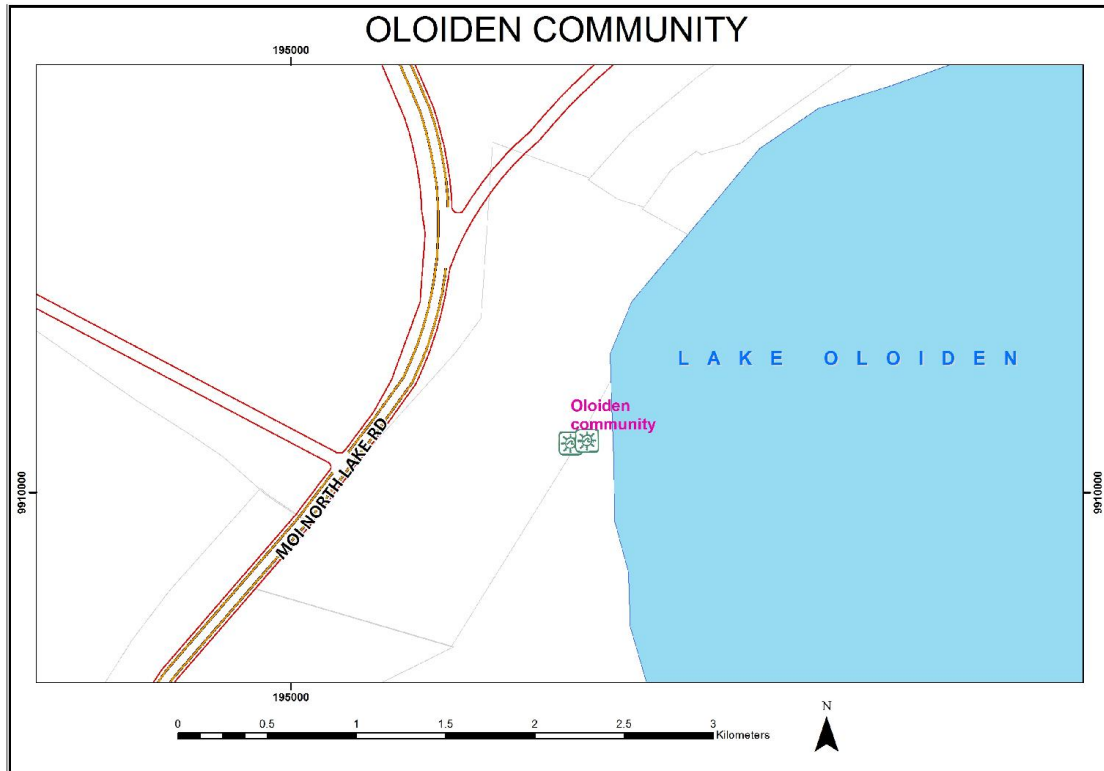 OLOIDEN COMMUNITY
195000
LAKE OLOIDEN
Oloiden
community
MOI NORTH LAKE RD
9910000
9910000
195000
N
0 0.5 1 1.5 2 2.5 3
Kilometers